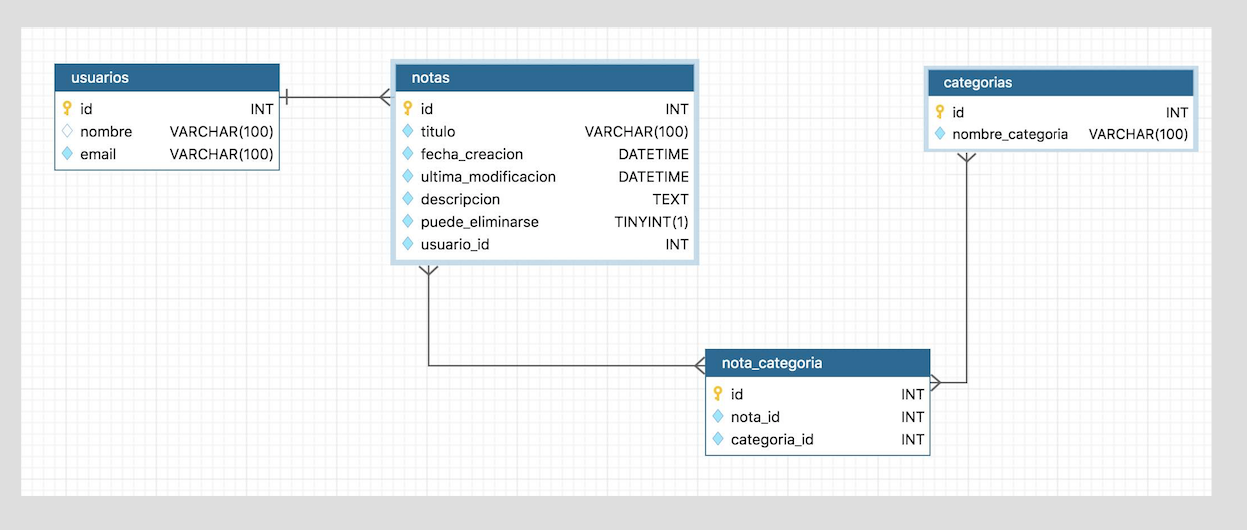 usuarios
id INT
nombre VARCHAR(100)
email VARCHAR(100)
notas
id INT
titulo VARCHAR(100)
fecha_creacion DATETIME
ultima_modificacion DATETIME
descripcion TEXT
puede_eliminarse TINYINT(1)
usuario_id INT
categorias
id INT
nombre_categoria VARCHAR(100)
nota_categoria
id INT
nota_id INT
categoria_id INT